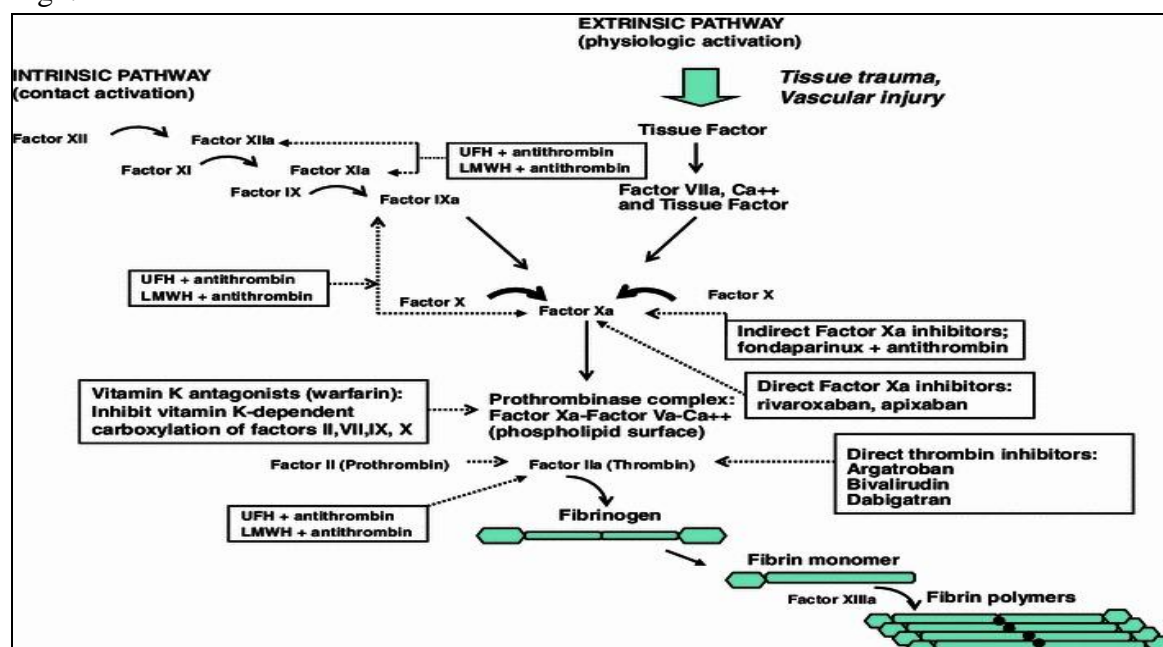 EXTRINSIC PATHWAY
(physiologic activation)
INTRINSIC PATHWAY
(contact activation)
Tissue trauma,
Vascular injury
Factor XII
Factor XIIa
Tissue Factor
UFH + antithrombin
LMWH + antithrombin
Factor XI
Factor XIa
Factor IX
Factor IXa
Factor VIIa, Ca++
and Tissue Factor
UFH + antithrombin
LMWH + antithrombin
Factor X
Factor Xa
Factor X
Indirect Factor Xa inhibitors;
fondaparinux + antithrombin
Direct Factor Xa inhibitors:
rivaroxaban, apixaban
Vitamin K antagonists (warfarin):
Inhibit vitamin K-dependent
carboxylation of factors II,VII,IX, X
Prothrombinase complex:
Factor Xa-Factor Va-Ca++
(phospholipid surface)
Direct thrombin inhibitors:
Argatroban
Bivalirudin
Dabigatran
Factor II (Prothrombin)
Factor IIa (Thrombin)
UFH + antithrombin
LMWH + antithrombin
Fibrinogen
Fibrin monomer
Factor XIIIa
Fibrin polymers